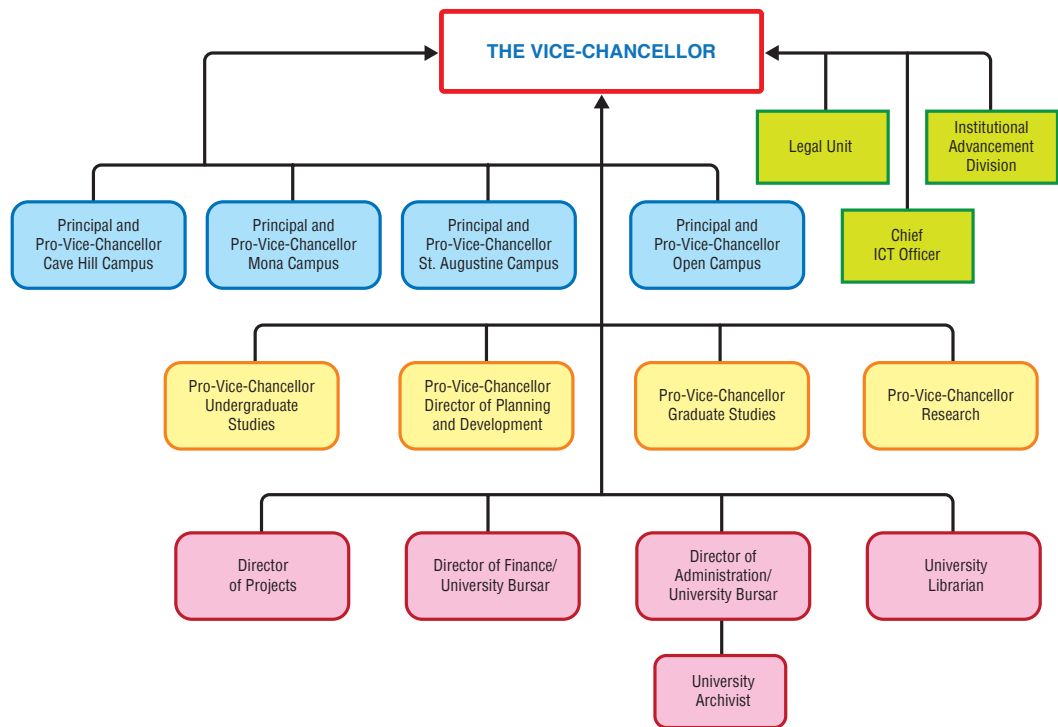 THE VICE-CHANCELLOR
Legal Unit
Institutional
Advancement
Division
Chief
ICT Officer
Principal and
Pro-Vice-Chancellor
Cave Hill Campus
Principal and
Pro-Vice-Chancellor
Mona Campus
Principal and
Pro-Vice-Chancellor
St. Augustine Campus
Principal and
Pro-Vice-Chancellor
Open Campus
Pro-Vice-Chancellor
Undergraduate
Studies
Pro-Vice-Chancellor
Director of Planning
and Development
Pro-Vice-Chancellor
Graduate Studies
Pro-Vice-Chancellor
Research
Director
of Projects
Director of Finance/
University Bursar
Director of
Administration/
University Bursar
University
Librarian
University
Archivist